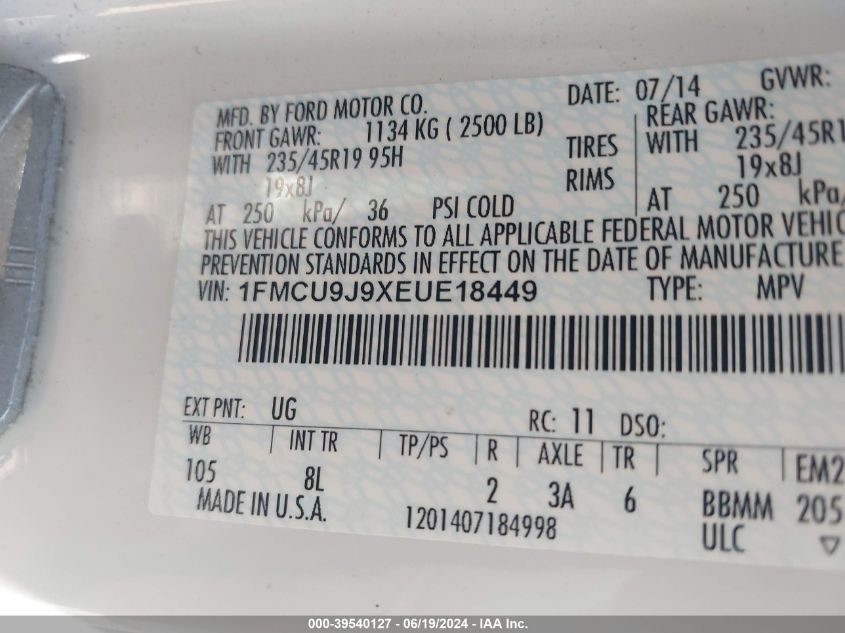 MFD. BY FORD MOTOR CO. DATE: 07/14 GVWR:
FRONT GAWR: 1134 KG ( 2500 LB) REAR GAWR:
WITH 235/45R19 95H TIRES WITH 235/45R1
19x8J RIMS 19x8J
AT 250 kPa/ 36 PSI COLD AT 250 kPa/
THIS VEHICLE CONFORMS TO ALL APPLICABLE FEDERAL MOTOR VEHIC
PREVENTION STANDARDS IN EFFECT ON THE DATE OF MANUFACTURE
VIN: 1FMCU9J9XEUE18449 TYPE: MPV
EXT PNT: UG RC: 11 DSO:
WB INT TR TP/PS R AXLE TR SPR EM2
105 8L 2 3A 6 BBMM 205
MADE IN U.S.A. 1201407184998 ULC
000-39540127 - 06/19/2024 - IAA Inc.